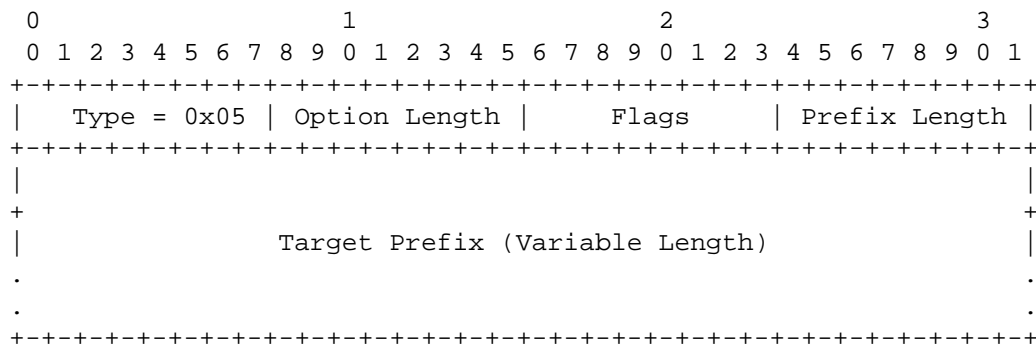 0                   1                   2                   3
 0 1 2 3 4 5 6 7 8 9 0 1 2 3 4 5 6 7 8 9 0 1 2 3 4 5 6 7 8 9 0 1
+-+-+-+-+-+-+-+-+-+-+-+-+-+-+-+-+-+-+-+-+-+-+-+-+-+-+-+-+-+-+-+-+
|   Type = 0x05 | Option Length |     Flags     | Prefix Length |
+-+-+-+-+-+-+-+-+-+-+-+-+-+-+-+-+-+-+-+-+-+-+-+-+-+-+-+-+-+-+-+-+
|                                                               |
+                                                               +
|                Target Prefix (Variable Length)                |
.                                                               .
.                                                               .
+-+-+-+-+-+-+-+-+-+-+-+-+-+-+-+-+-+-+-+-+-+-+-+-+-+-+-+-+-+-+-+-+